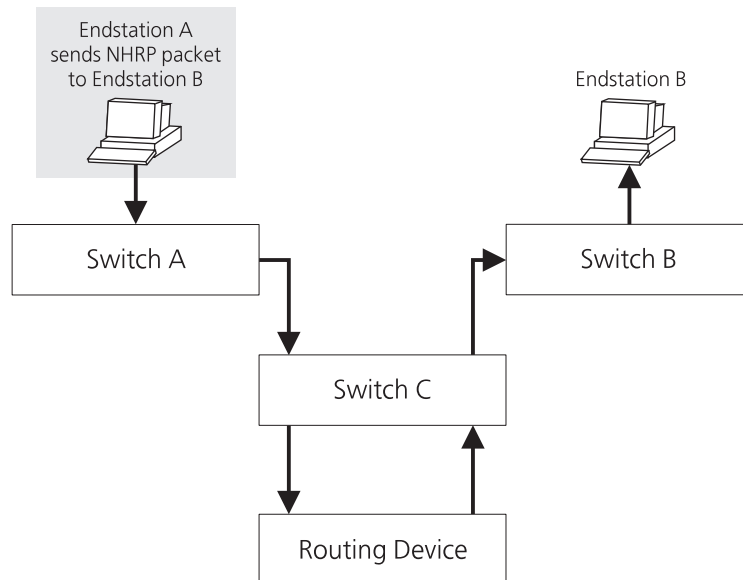 Endstation A
sends NHRP packet
to Endstation B
Endstation B
Switch A
Switch B
Switch C
Routing Device